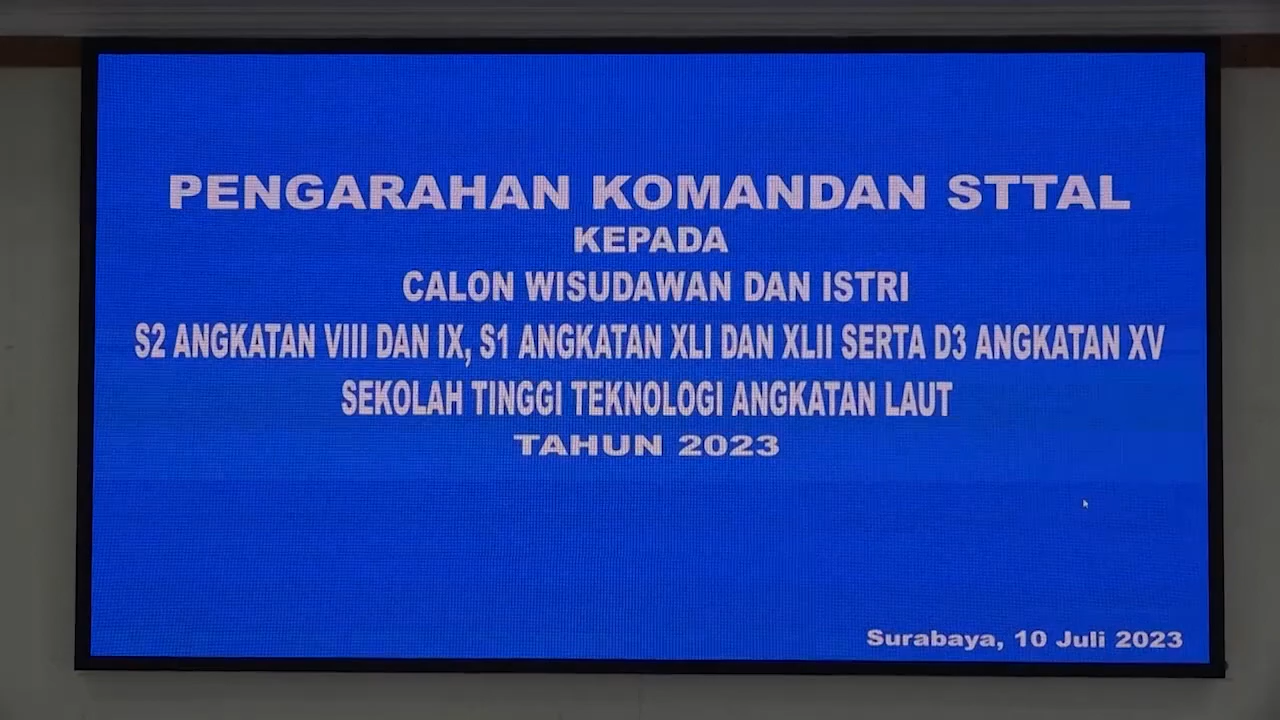 PENGARAHAN KOMANDAN STTAL
KEPADA
CALON WISUDAWAN DAN ISTRI
S2 ANGKATAN VIII DAN IX, S1 ANGKATAN XLI DAN XLII SERTA D3 ANGKATAN XV
SEKOLAH TINGGI TEKNOLOGI ANGKATAN LAUT
TAHUN 2023
Surabaya, 10 Juli 2023